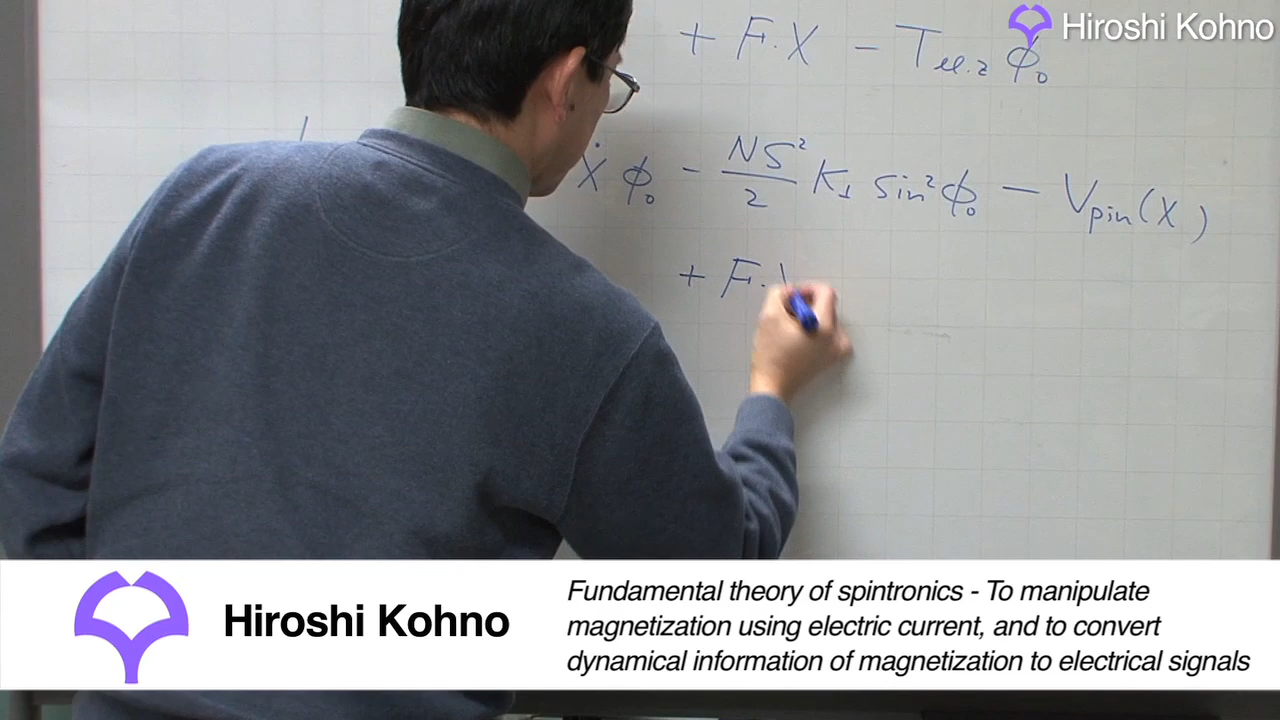 Hiroshi Kohno
+ F·X − Tel.z ϕ₀
Ẋ ϕ₀ − NS²/2 K⊥ sin²ϕ₀ − Vpin(X)
+ F·
Hiroshi Kohno
Fundamental theory of spintronics - To manipulate
magnetization using electric current, and to convert
dynamical information of magnetization to electrical signals